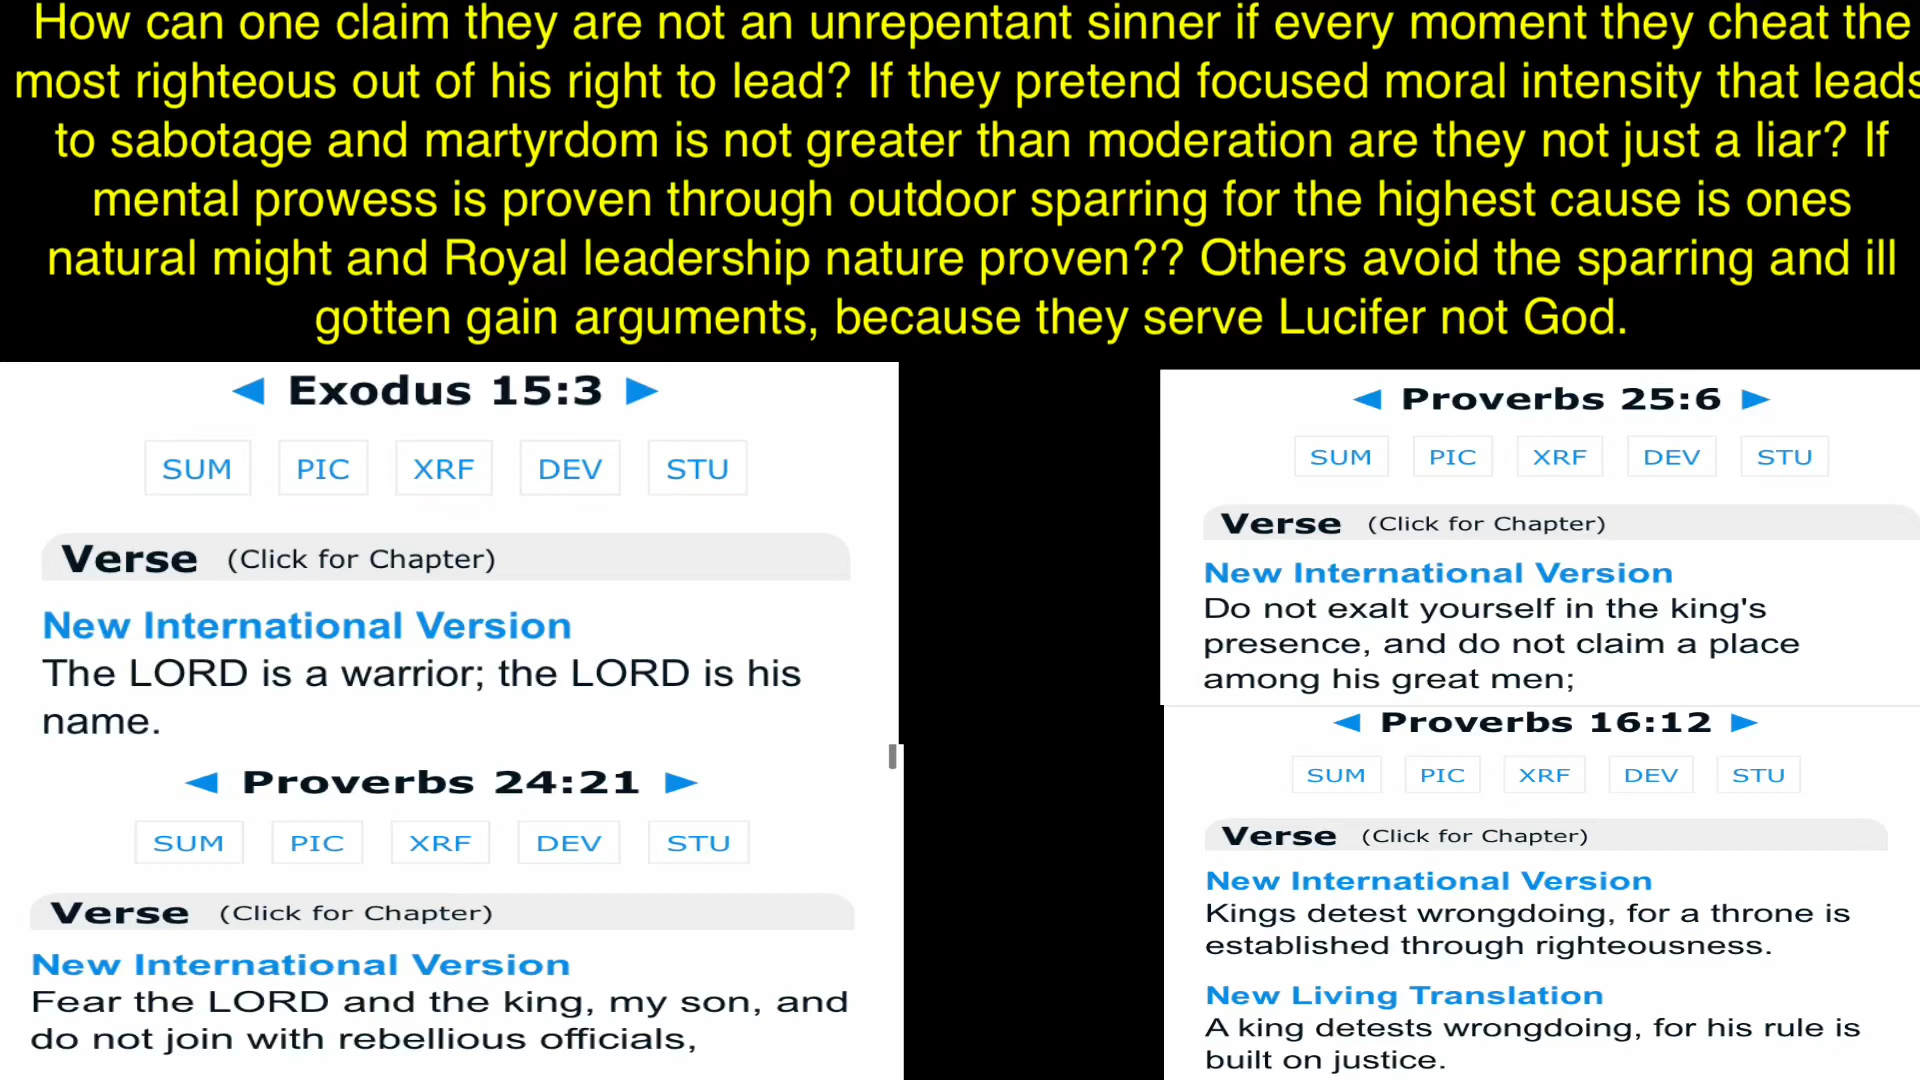 How can one claim they are not an unrepentant sinner if every moment they cheat the
most righteous out of his right to lead? If they pretend focused moral intensity that leads
to sabotage and martyrdom is not greater than moderation are they not just a liar? If
mental prowess is proven through outdoor sparring for the highest cause is ones
natural might and Royal leadership nature proven?? Others avoid the sparring and ill
gotten gain arguments, because they serve Lucifer not God.
◄ Exodus 15:3 ►
SUM PIC XRF DEV STU
Verse (Click for Chapter)
New International Version
The LORD is a warrior; the LORD is his
name.
◄ Proverbs 24:21 ►
SUM PIC XRF DEV STU
Verse (Click for Chapter)
New International Version
Fear the LORD and the king, my son, and
do not join with rebellious officials,
◄ Proverbs 25:6 ►
SUM PIC XRF DEV STU
Verse (Click for Chapter)
New International Version
Do not exalt yourself in the king's
presence, and do not claim a place
among his great men;
◄ Proverbs 16:12 ►
SUM PIC XRF DEV STU
Verse (Click for Chapter)
New International Version
Kings detest wrongdoing, for a throne is
established through righteousness.
New Living Translation
A king detests wrongdoing, for his rule is
built on justice.